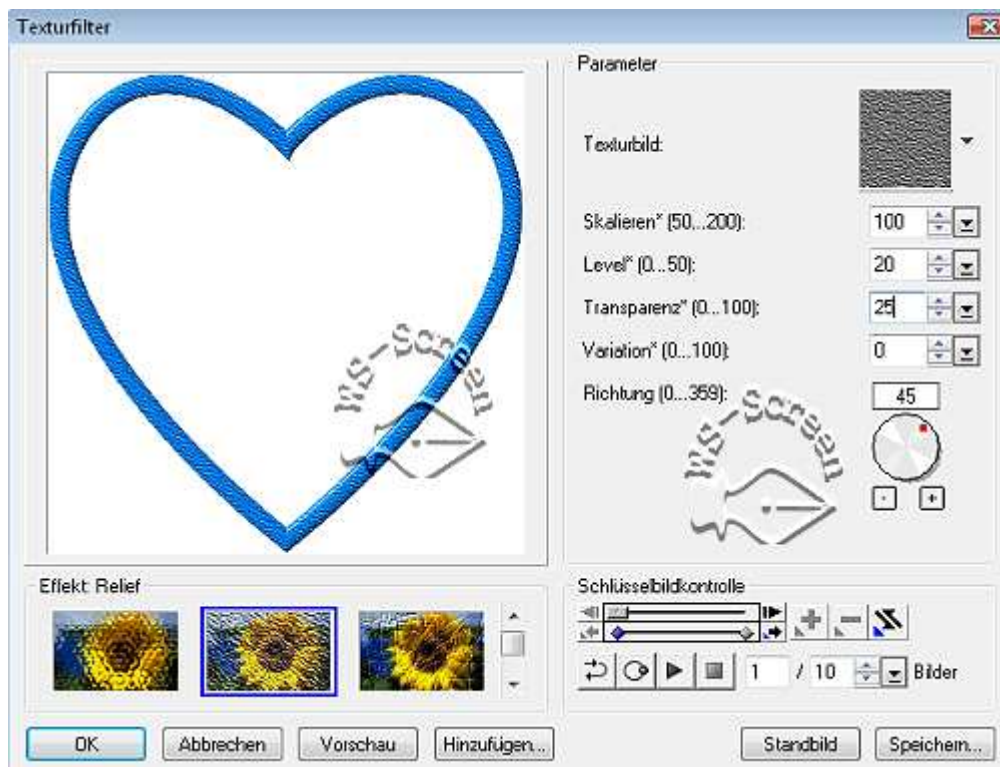 Texturfilter
Parameter
Texturbild:
Skalieren* (50...200): 100
Level* (0...50): 20
Transparenz* (0...100): 25
Variation* (0...100): 0
Richtung (0...359): 45
WS-Screen
WS-Screen
- +
Effekt: Relief
Schlüsselbildkontrolle
1 / 10 Bilder
OK Abbrechen Vorschau Hinzufügen... Standbild Speichern...